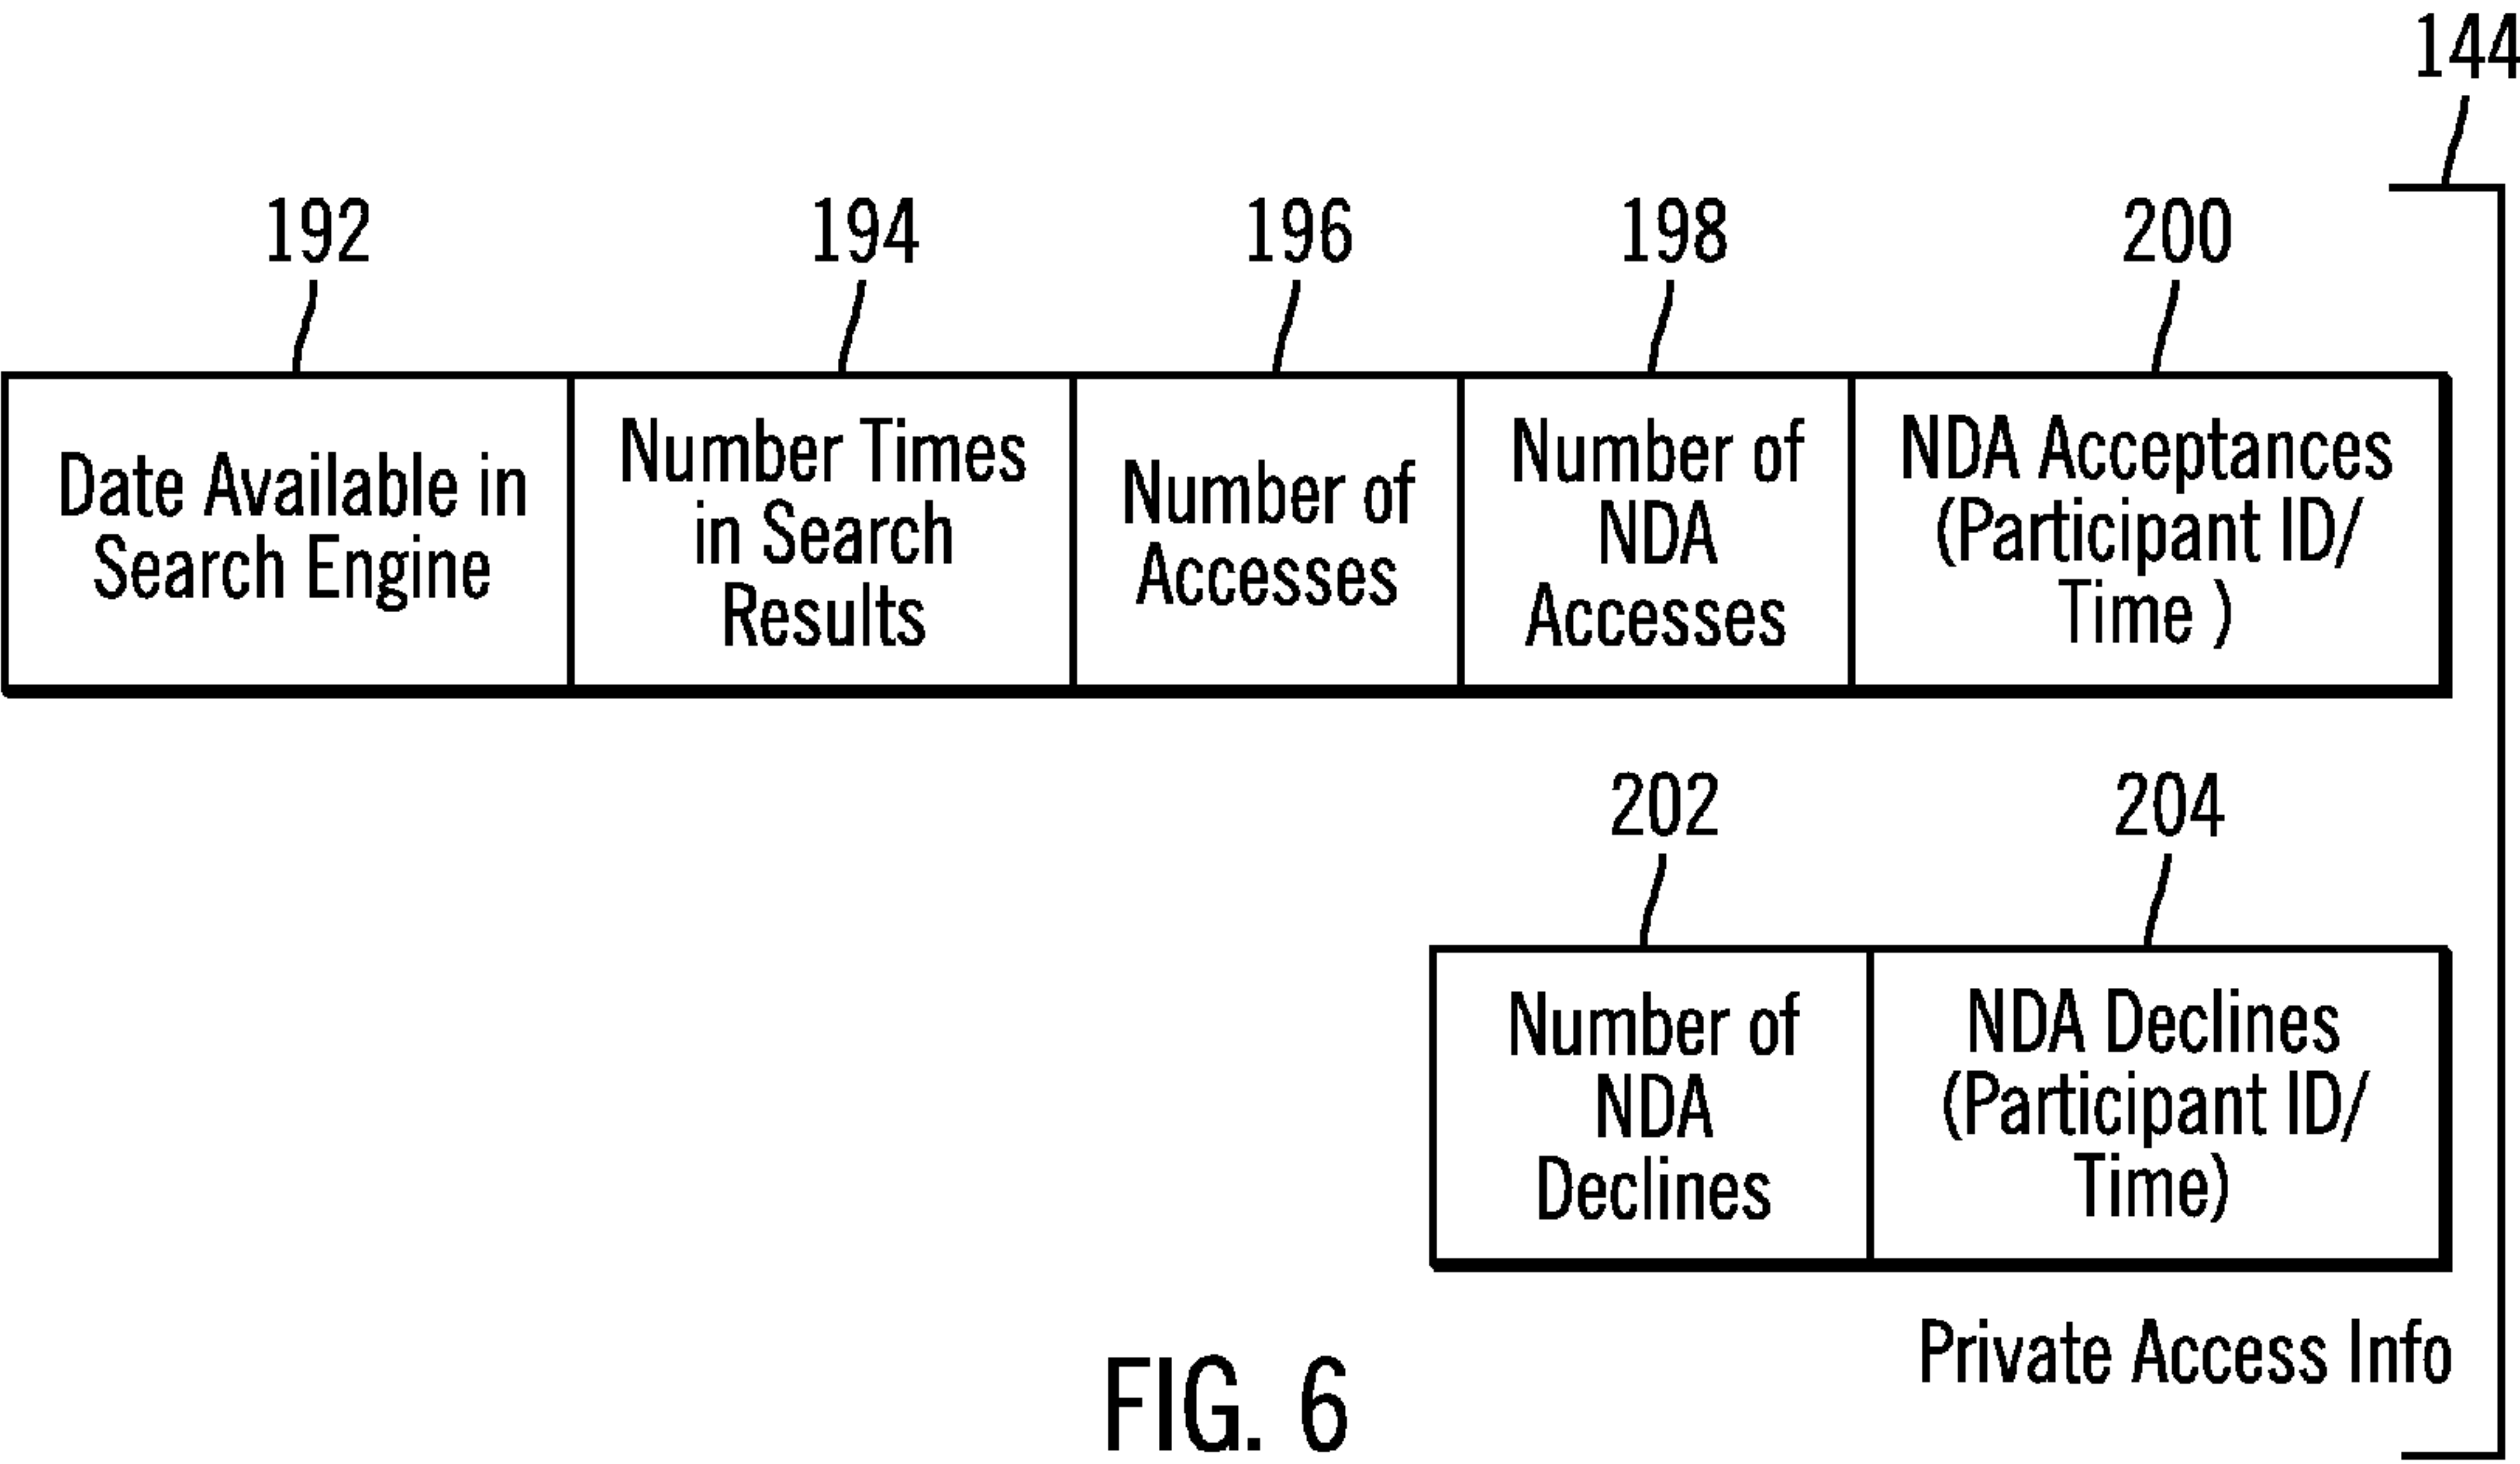 144
192
194
196
198
200
Date Available in
Search Engine
Number Times
in Search
Results
Number of
Accesses
Number of
NDA
Accesses
NDA Acceptances
(Participant ID/
Time )
202
204
Number of
NDA
Declines
NDA Declines
(Participant ID/
Time)
Private Access Info
FIG. 6